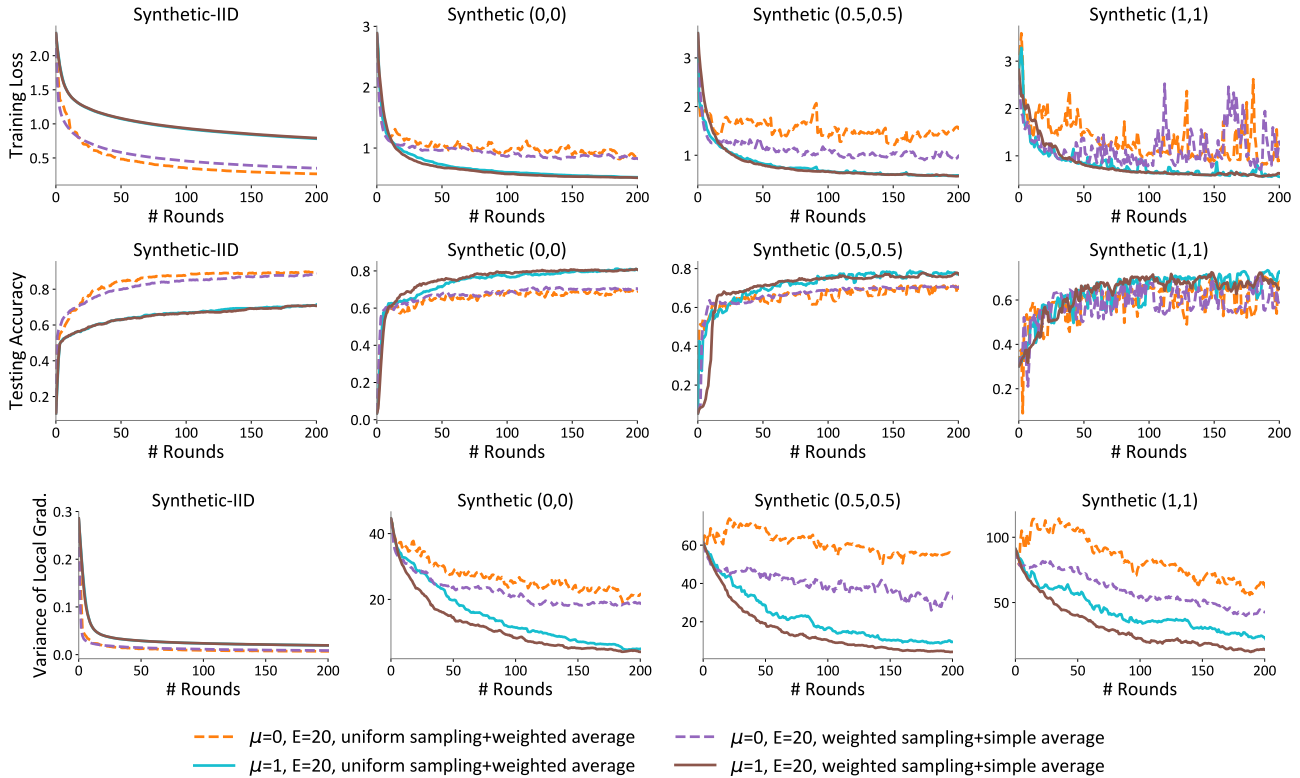 Synthetic-IID Synthetic (0,0) Synthetic (0.5,0.5) Synthetic (1,1)
Training Loss
2.0 1.5 1.0 0.5
3 2 1
3 2 1
3 2 1
0 50 100 150 200 0 50 100 150 200 0 50 100 150 200 0 50 100 150 200
# Rounds # Rounds # Rounds # Rounds
Synthetic-IID Synthetic (0,0) Synthetic (0.5,0.5) Synthetic (1,1)
Testing Accuracy
0.8 0.6 0.4 0.2
0.8 0.6 0.4 0.2 0.0
0.8 0.6 0.4 0.2
0.6 0.4 0.2
0 50 100 150 200 0 50 100 150 200 0 50 100 150 200 0 50 100 150 200
# Rounds # Rounds # Rounds # Rounds
Synthetic-IID Synthetic (0,0) Synthetic (0.5,0.5) Synthetic (1,1)
Variance of Local Grad.
0.3 0.2 0.1 0.0
40 20
60 40 20
100 50
0 50 100 150 200 0 50 100 150 200 0 50 100 150 200 0 50 100 150 200
# Rounds # Rounds # Rounds # Rounds
μ=0, E=20, uniform sampling+weighted average μ=0, E=20, weighted sampling+simple average
μ=1, E=20, uniform sampling+weighted average μ=1, E=20, weighted sampling+simple average